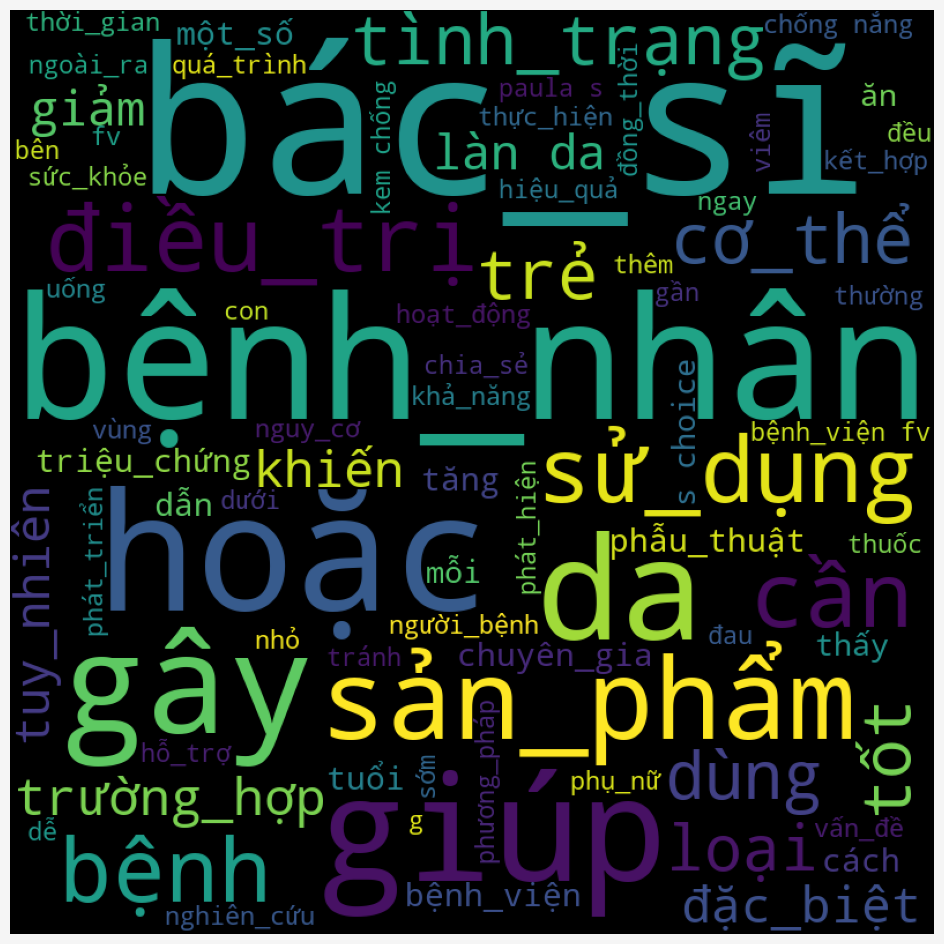 thời_gian
một_số
tình_trạng
chống nắng
ngoài_ra
quá_trình
bác_sĩ
paula s
đồng_thời
ăn
giảm
fv
kem chống
thực_hiện
viêm
đều
bên
làn da
kết_hợp
sức_khỏe
hiệu_quả
ngay
điều_trị
cơ_thể
trẻ
thêm
uống
con
hoạt_động
gần
thường
bệnh_nhân
chia_sẻ
khả_năng
s choice
vùng
nguy_cơ
bệnh_viện fv
triệu_chứng
khiến
tăng
sử_dụng
tuy_nhiên
phát_triển
dẫn
dưới
phát_hiện
phẫu_thuật
thuốc
hoặc
mỗi
da
cần
nhỏ
người_bệnh
đau
thấy
gây
tránh
chuyên_gia
sản_phẩm
tốt
hỗ_trợ
phương_pháp
tuổi
sớm
phụ_nữ
dùng
trường_hợp
giúp
g
dễ
loại
vấn_đề
bệnh
cách
bệnh_viện
đặc_biệt
nghiên_cứu